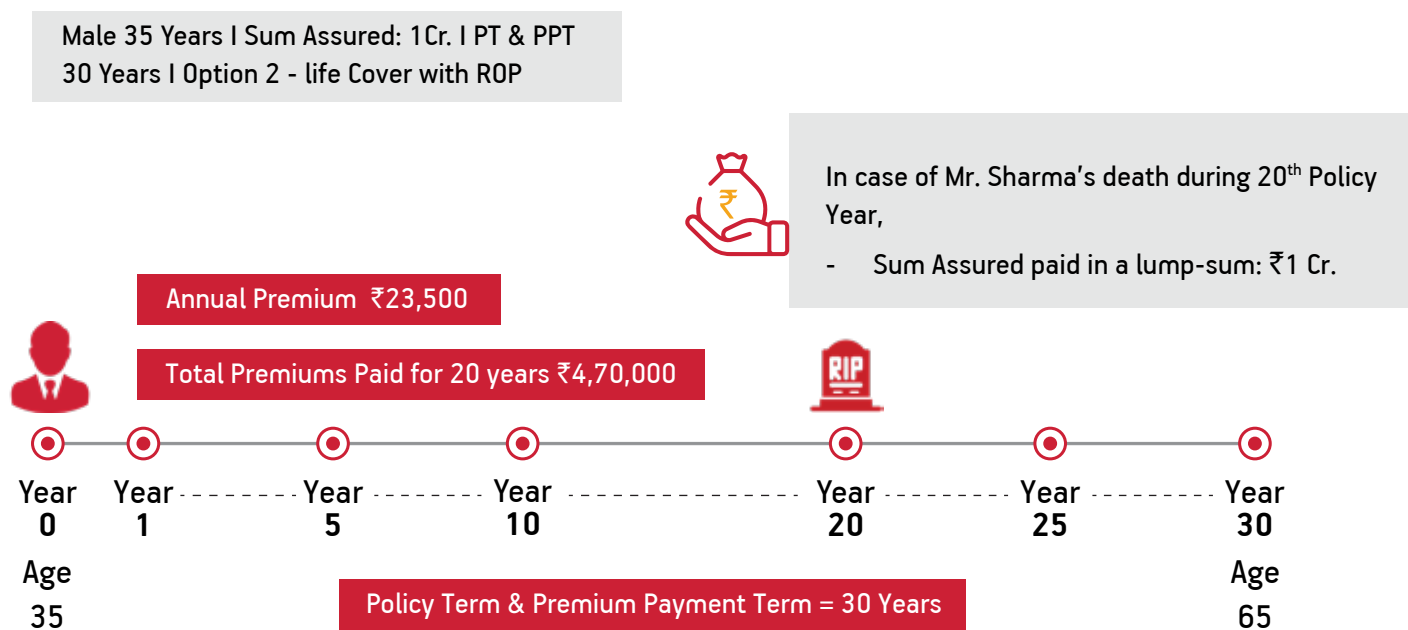 Male 35 Years I Sum Assured: 1Cr. I PT & PPT
30 Years I Option 2 - life Cover with ROP
In case of Mr. Sharma’s death during 20th Policy
Year,
- Sum Assured paid in a lump-sum: ₹1 Cr.
₹
Annual Premium ₹23,500
Total Premiums Paid for 20 years ₹4,70,000
RIP
Year Year Year Year Year Year Year
0 1 5 10 20 25 30
Age Age
35 65
Policy Term & Premium Payment Term = 30 Years